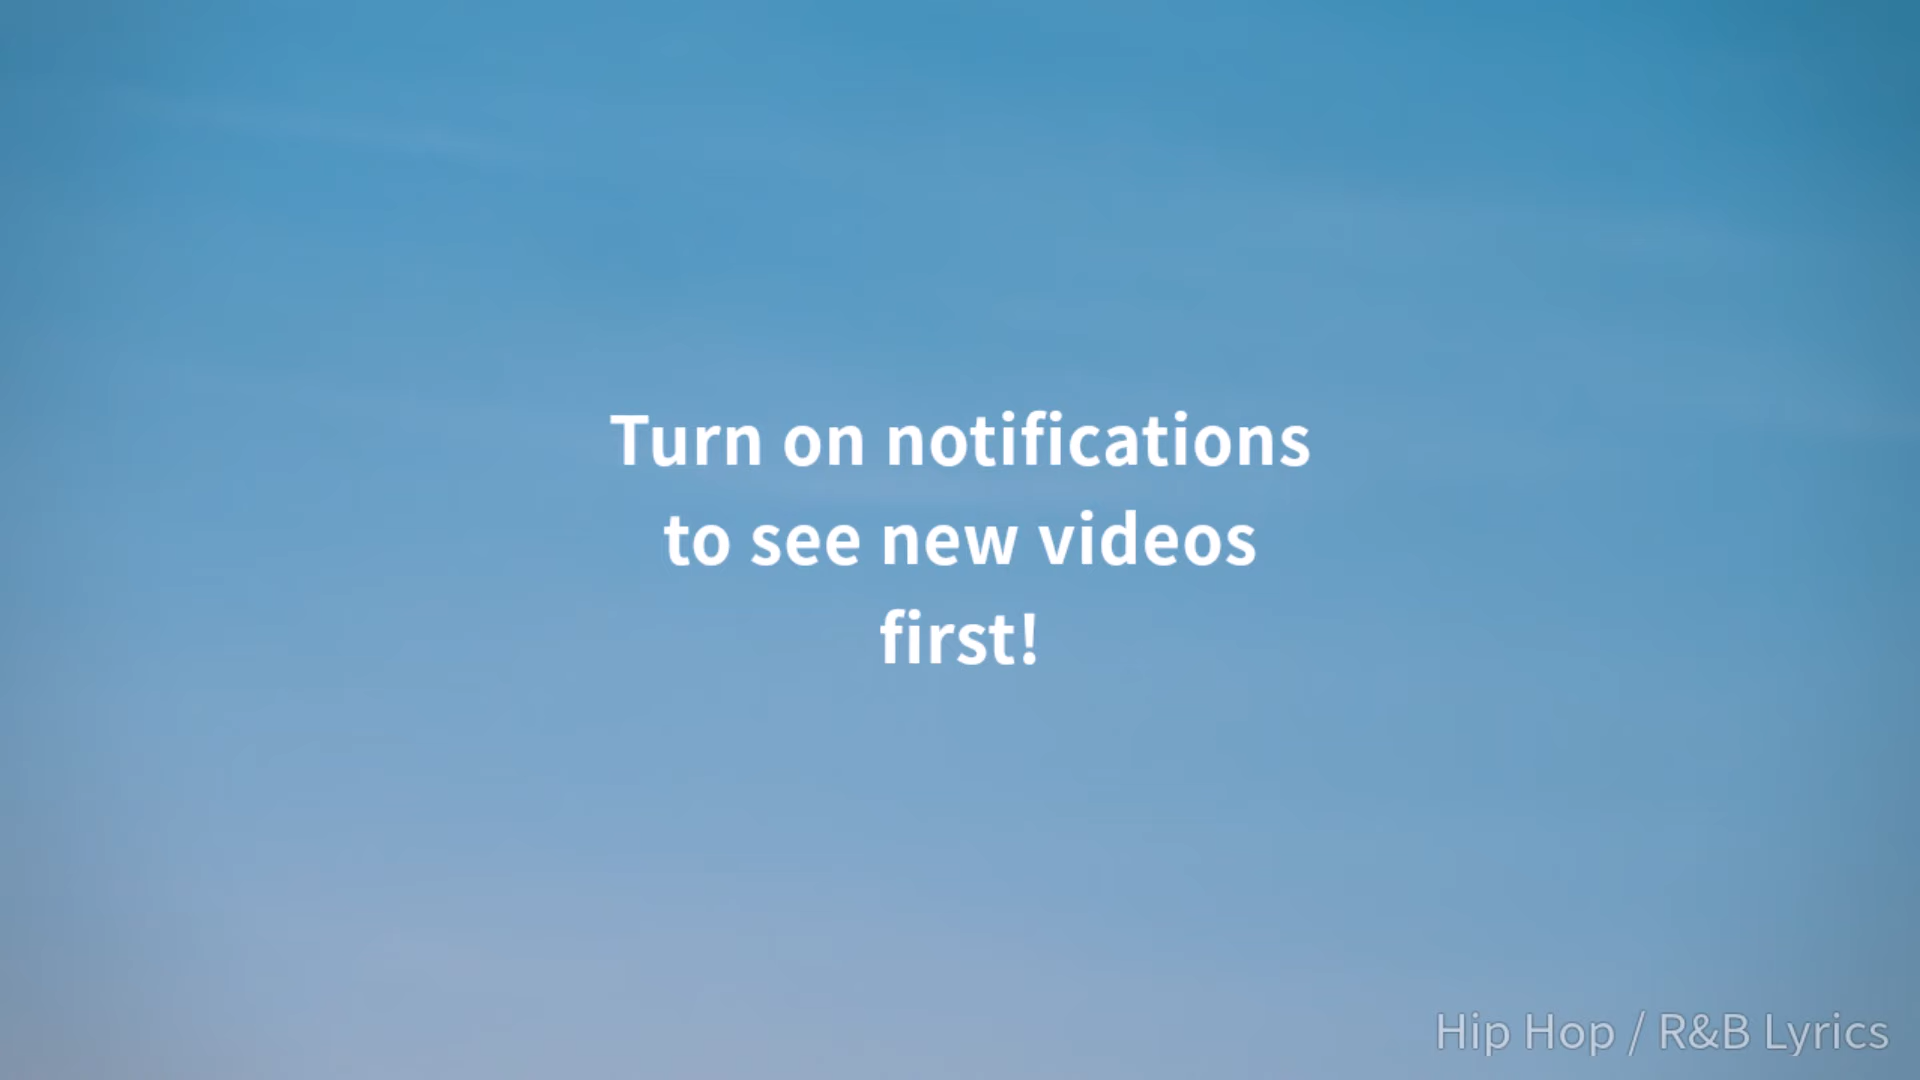 Turn on notifications
to see new videos
first!
Hip Hop / R&B Lyrics